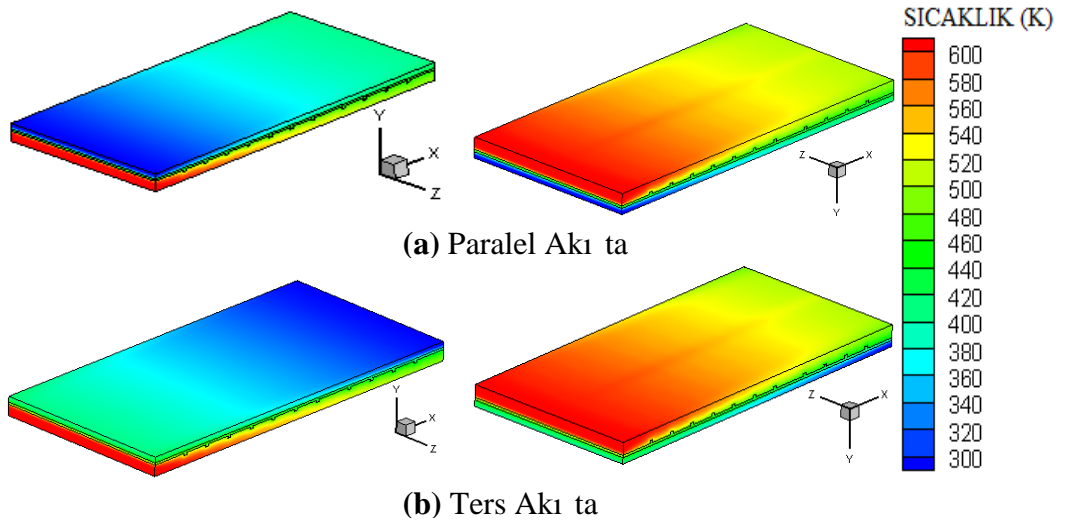 SICAKLIK (K)
600
580
560
540
520
500
480
460
440
420
400
380
360
340
320
300
Y
X
Z
Z
X
Y
(a) Paralel Akı ta
Y
X
Z
Z
X
Y
(b) Ters Akı ta